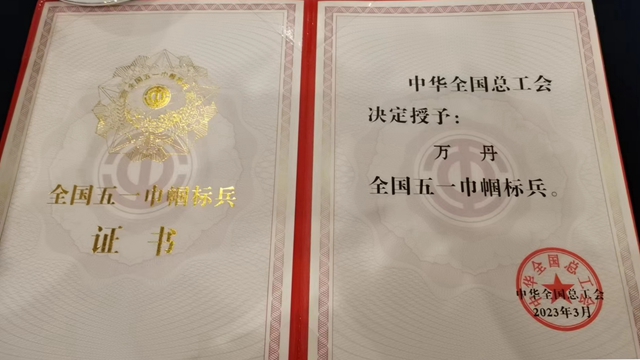 全国五一巾帼标兵
证书
中华全国总工会
决定授予：
万丹
全国五一巾帼标兵。
中华全国总工会
中华全国总工会
2023年3月